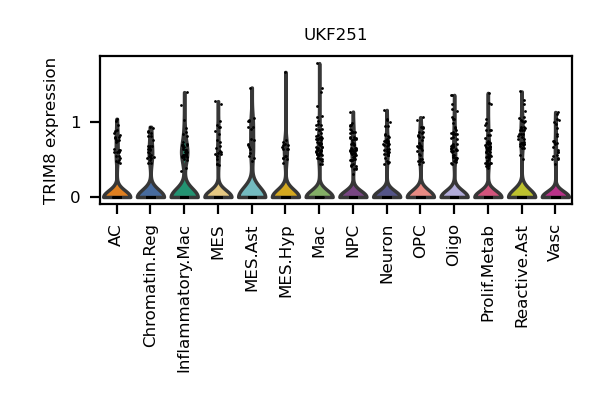 UKF251
TRIM8 expression
1
0
AC
Chromatin.Reg
Inflammatory.Mac
MES
MES.Ast
MES.Hyp
Mac
NPC
Neuron
OPC
Oligo
Prolif.Metab
Reactive.Ast
Vasc